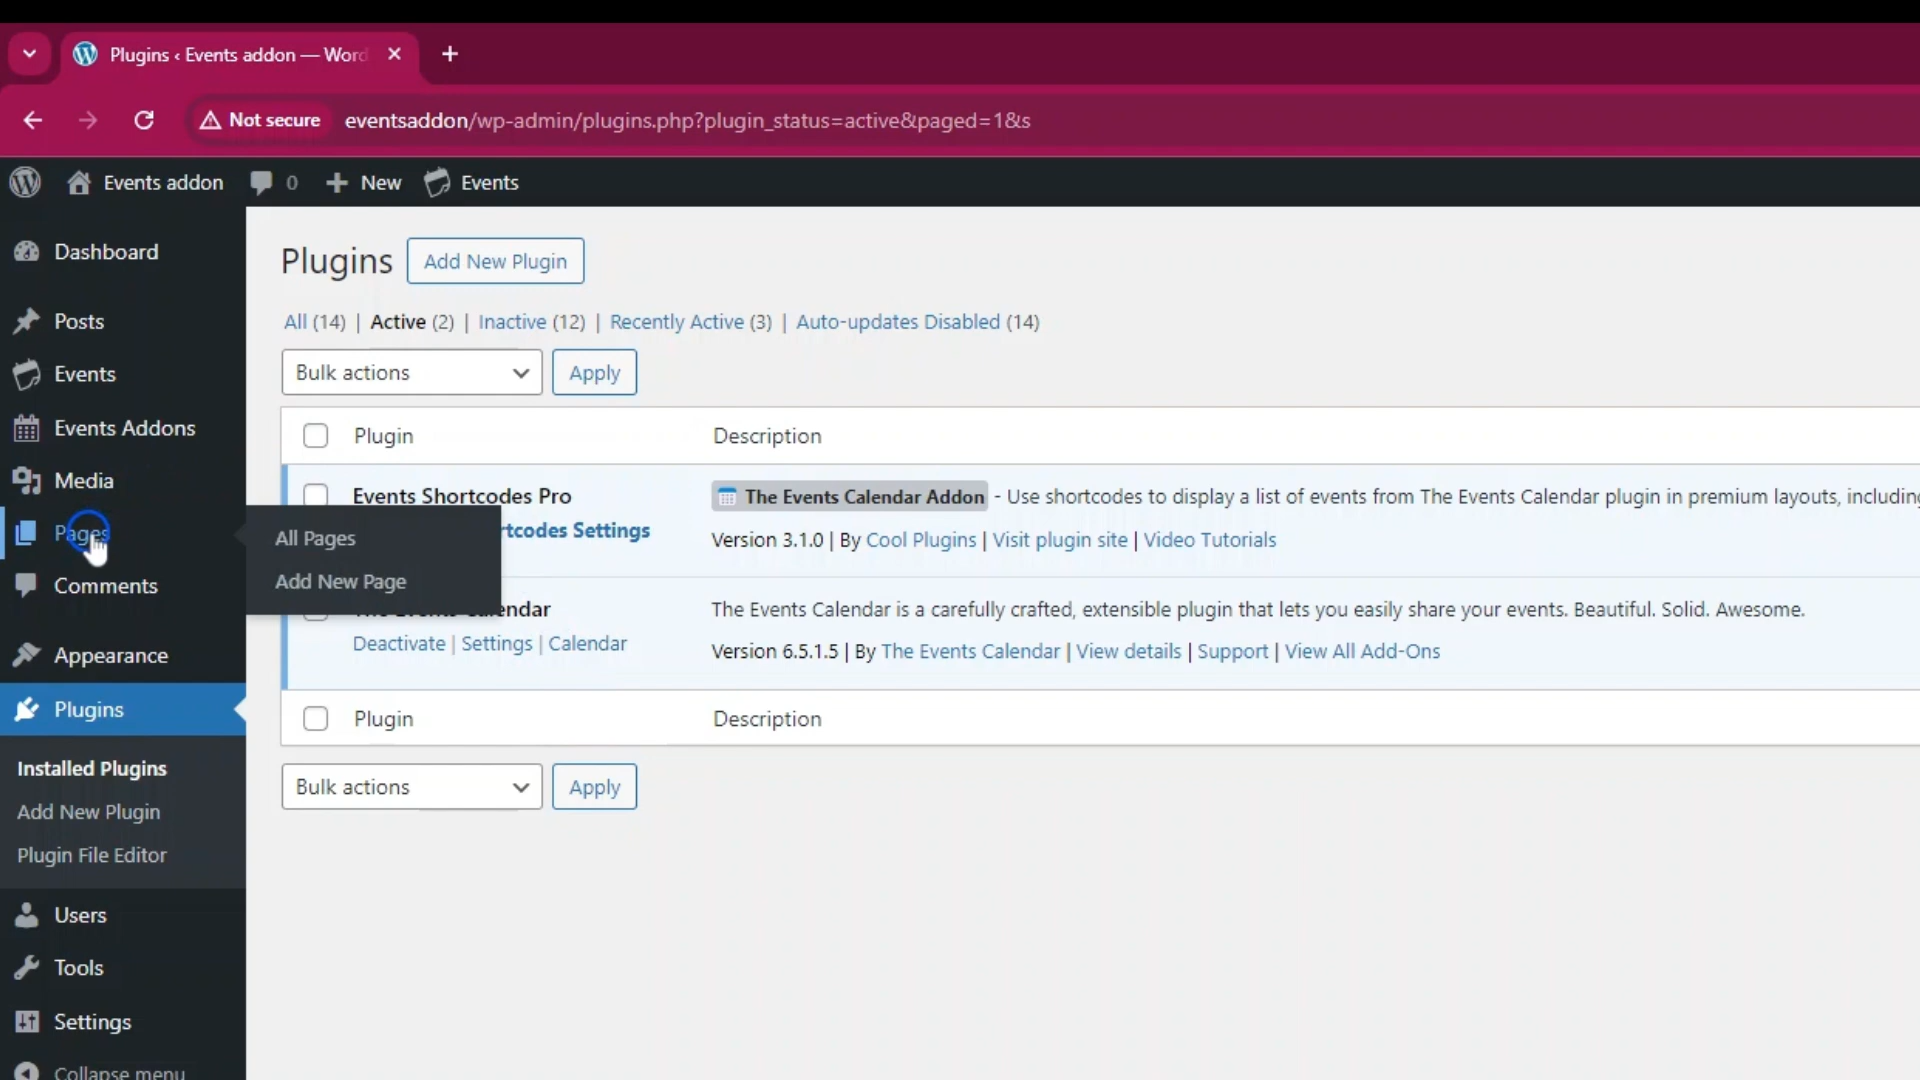 Plugins ‹ Events addon — Word
Not secure
eventsaddon/wp-admin/plugins.php?plugin_status=active&paged=1&s
Events addon 0 New Events
Dashboard
Posts
Events
Events Addons
Media
Pages
All Pages
Add New Page
Comments
Appearance
Plugins
Installed Plugins
Add New Plugin
Plugin File Editor
Users
Tools
Settings
Collapse menu
Plugins Add New Plugin
All (14) | Active (2) | Inactive (12) | Recently Active (3) | Auto-updates Disabled (14)
Bulk actions Apply
Plugin Description
Events Shortcodes Pro
rtcodes Settings
The Events Calendar Addon - Use shortcodes to display a list of events from The Events Calendar plugin in premium layouts, including
Version 3.1.0 | By Cool Plugins | Visit plugin site | Video Tutorials
The Events Calendar
Deactivate | Settings | Calendar
The Events Calendar is a carefully crafted, extensible plugin that lets you easily share your events. Beautiful. Solid. Awesome.
Version 6.5.1.5 | By The Events Calendar | View details | Support | View All Add-Ons
Plugin Description
Bulk actions Apply